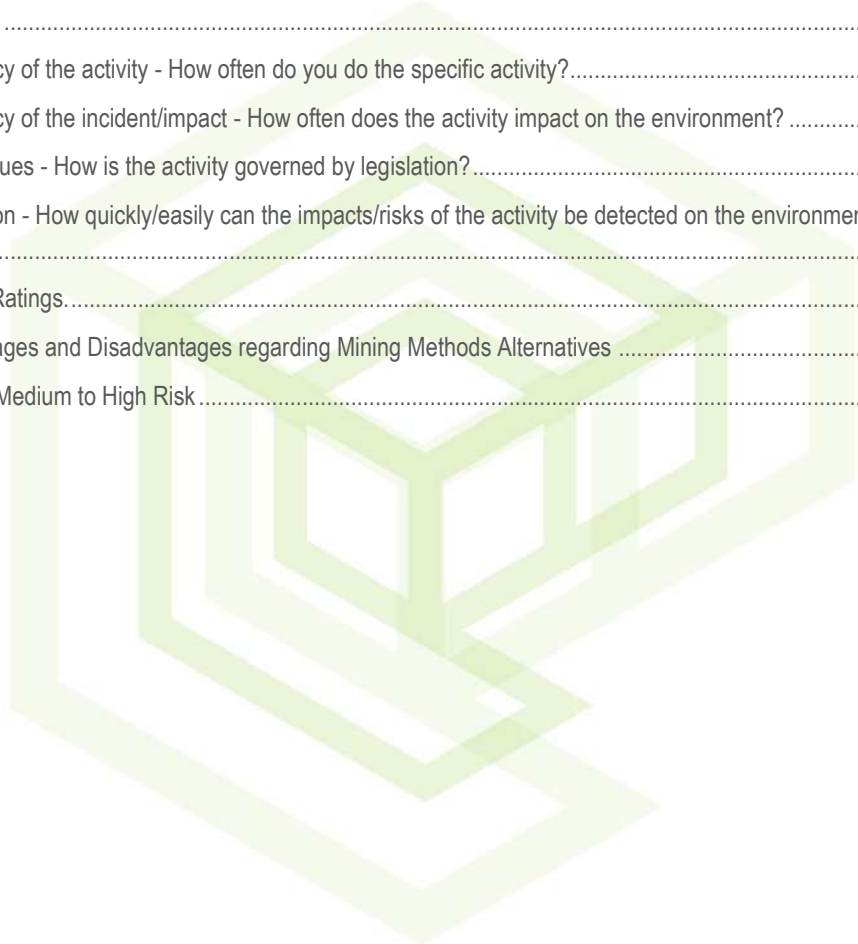 ...............................................................................................................................................................
cy of the activity - How often do you do the specific activity?.....................................................
cy of the incident/impact - How often does the activity impact on the environment? .............
ues - How is the activity governed by legislation?.......................................................................
on - How quickly/easily can the impacts/risks of the activity be detected on the environmen
...............................................................................................................................................................
Ratings.................................................................................................................................................
ages and Disadvantages regarding Mining Methods Alternatives ............................................
Medium to High Risk ........................................................................................................................